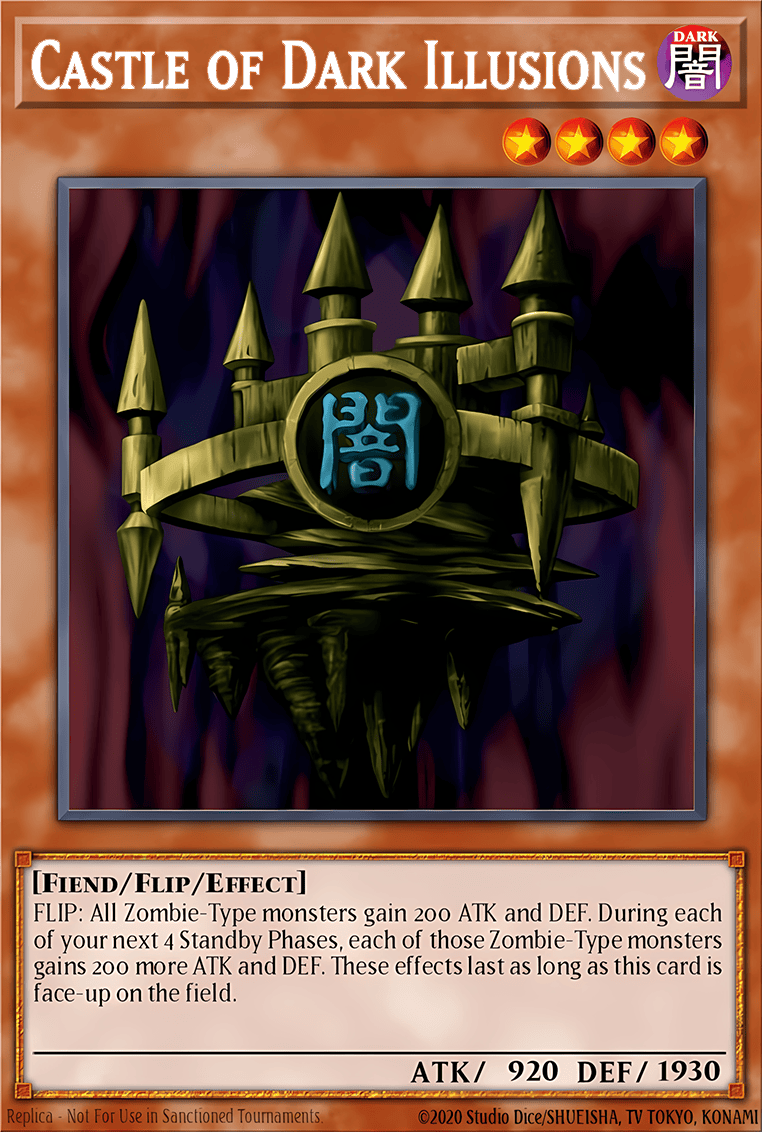 Castle of Dark Illusions
DARK
闇
闇
[Fiend/Flip/Effect]
FLIP: All Zombie-Type monsters gain 200 ATK and DEF. During each
of your next 4 Standby Phases, each of those Zombie-Type monsters
gains 200 more ATK and DEF. These effects last as long as this card is
face-up on the field.
ATK/ 920 DEF/ 1930
Replica - Not For Use in Sanctioned Tournaments.
©2020 Studio Dice/SHUEISHA, TV TOKYO, KONAMI